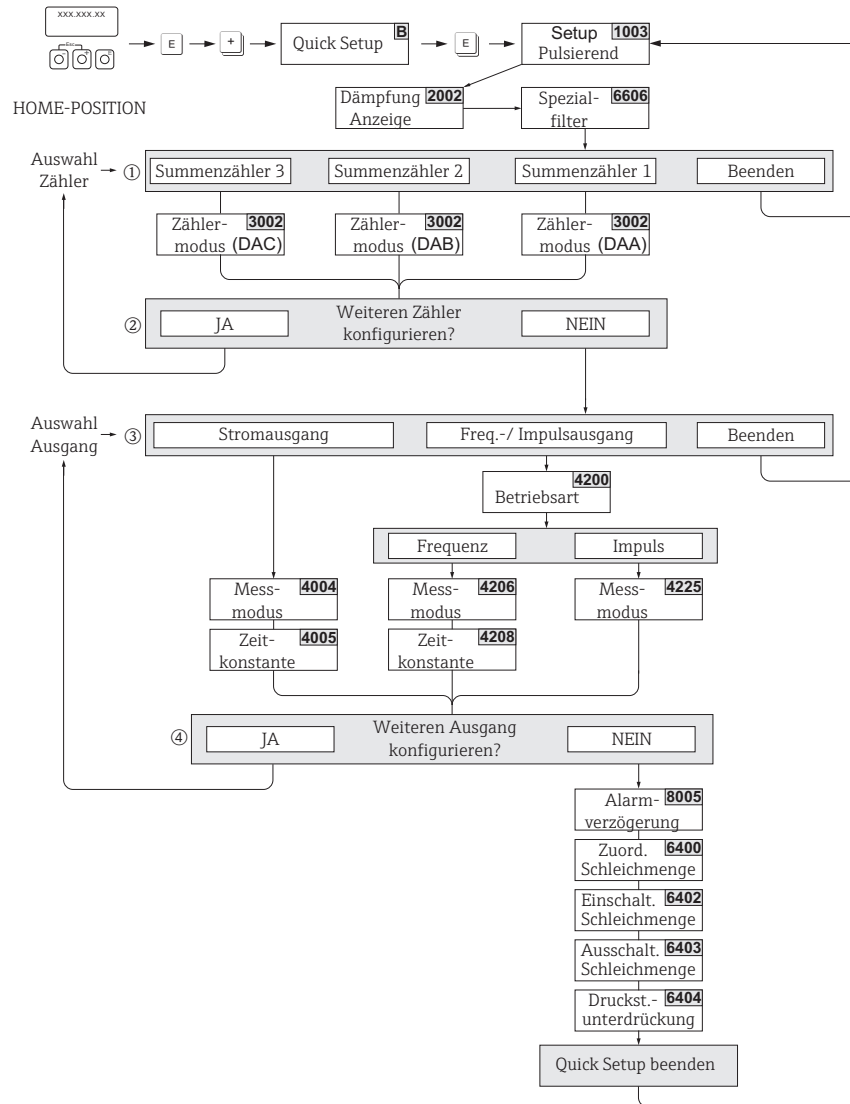 xxx.xxx.xx
Esc
- + E
E
+
Quick Setup B
E
Setup 1003
Pulsierend
HOME-POSITION
Dämpfung 2002
Anzeige
Spezial- 6606
filter
Auswahl
Zähler
① Summenzähler 3 Summenzähler 2 Summenzähler 1 Beenden
Zähler- 3002
modus (DAC)
Zähler- 3002
modus (DAB)
Zähler- 3002
modus (DAA)
② JA
Weiteren Zähler
konfigurieren?
NEIN
Auswahl
Ausgang
③ Stromausgang Freq.-/ Impulsausgang Beenden
4200
Betriebsart
Frequenz Impuls
Mess- 4004
modus
Mess- 4206
modus
Mess- 4225
modus
Zeit- 4005
konstante
Zeit- 4208
konstante
④ JA
Weiteren Ausgang
konfigurieren?
NEIN
Alarm- 8005
verzögerung
Zuord. 6400
Schleichmenge
Einschalt. 6402
Schleichmenge
Ausschalt. 6403
Schleichmenge
Druckst.- 6404
unterdrückung
Quick Setup beenden